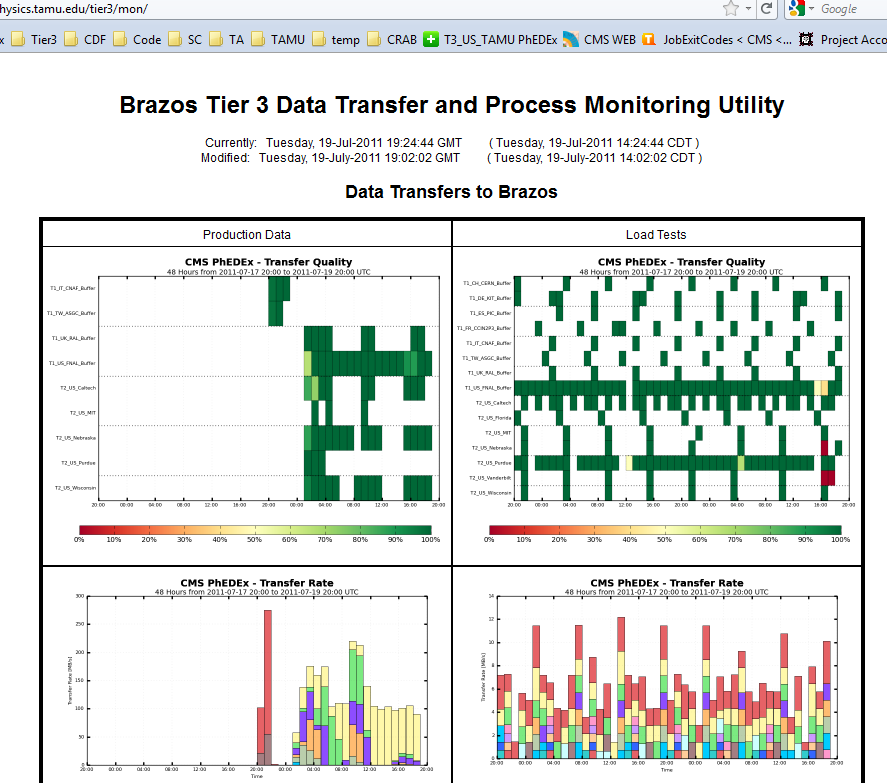 hysics.tamu.edu/tier3/mon/
Google
x Tier3 CDF Code SC TA TAMU temp CRAB T3_US_TAMU PhEDEx CMS WEB JobExitCodes < CMS <... Project Acco
Brazos Tier 3 Data Transfer and Process Monitoring Utility
Currently: Tuesday, 19-Jul-2011 19:24:44 GMT ( Tuesday, 19-Jul-2011 14:24:44 CDT )
Modified: Tuesday, 19-July-2011 19:02:02 GMT ( Tuesday, 19-July-2011 14:02:02 CDT )
Data Transfers to Brazos
Production Data
CMS PhEDEx - Transfer Quality
48 Hours from 2011-07-17 20:00 to 2011-07-19 20:00 UTC
T1_IT_CNAF_Buffer
T1_TW_ASGC_Buffer
T1_UK_RAL_Buffer
T1_US_FNAL_Buffer
T2_US_Caltech
T2_US_MIT
T2_US_Nebraska
T2_US_Purdue
T2_US_Wisconsin
20:00 00:00 04:00 08:00 12:00 16:00 20:00 00:00 04:00 08:00 12:00 16:00 20:00
0% 10% 20% 30% 40% 50% 60% 70% 80% 90% 100%
Load Tests
CMS PhEDEx - Transfer Quality
48 Hours from 2011-07-17 20:00 to 2011-07-19 20:00 UTC
T1_CH_CERN_Buffer
T1_DE_KIT_Buffer
T1_ES_PIC_Buffer
T1_FR_CCIN2P3_Buffer
T1_IT_CNAF_Buffer
T1_TW_ASGC_Buffer
T1_UK_RAL_Buffer
T1_US_FNAL_Buffer
T2_US_Caltech
T2_US_Florida
T2_US_MIT
T2_US_Nebraska
T2_US_Purdue
T2_US_Vanderbilt
T2_US_Wisconsin
20:00 00:00 04:00 08:00 12:00 16:00 20:00 00:00 04:00 08:00 12:00 16:00 20:00
0% 10% 20% 30% 40% 50% 60% 70% 80% 90% 100%
CMS PhEDEx - Transfer Rate
48 Hours from 2011-07-17 20:00 to 2011-07-19 20:00 UTC
Transfer Rate [MB/s]
300
250
200
150
100
50
0
20:00 00:00 04:00 08:00 12:00 16:00 20:00 00:00 04:00 08:00 12:00 16:00 20:00
Time
CMS PhEDEx - Transfer Rate
48 Hours from 2011-07-17 20:00 to 2011-07-19 20:00 UTC
Transfer Rate [MB/s]
14
12
10
8
6
4
2
0
20:00 00:00 04:00 08:00 12:00 16:00 20:00 00:00 04:00 08:00 12:00 16:00 20:00
Time